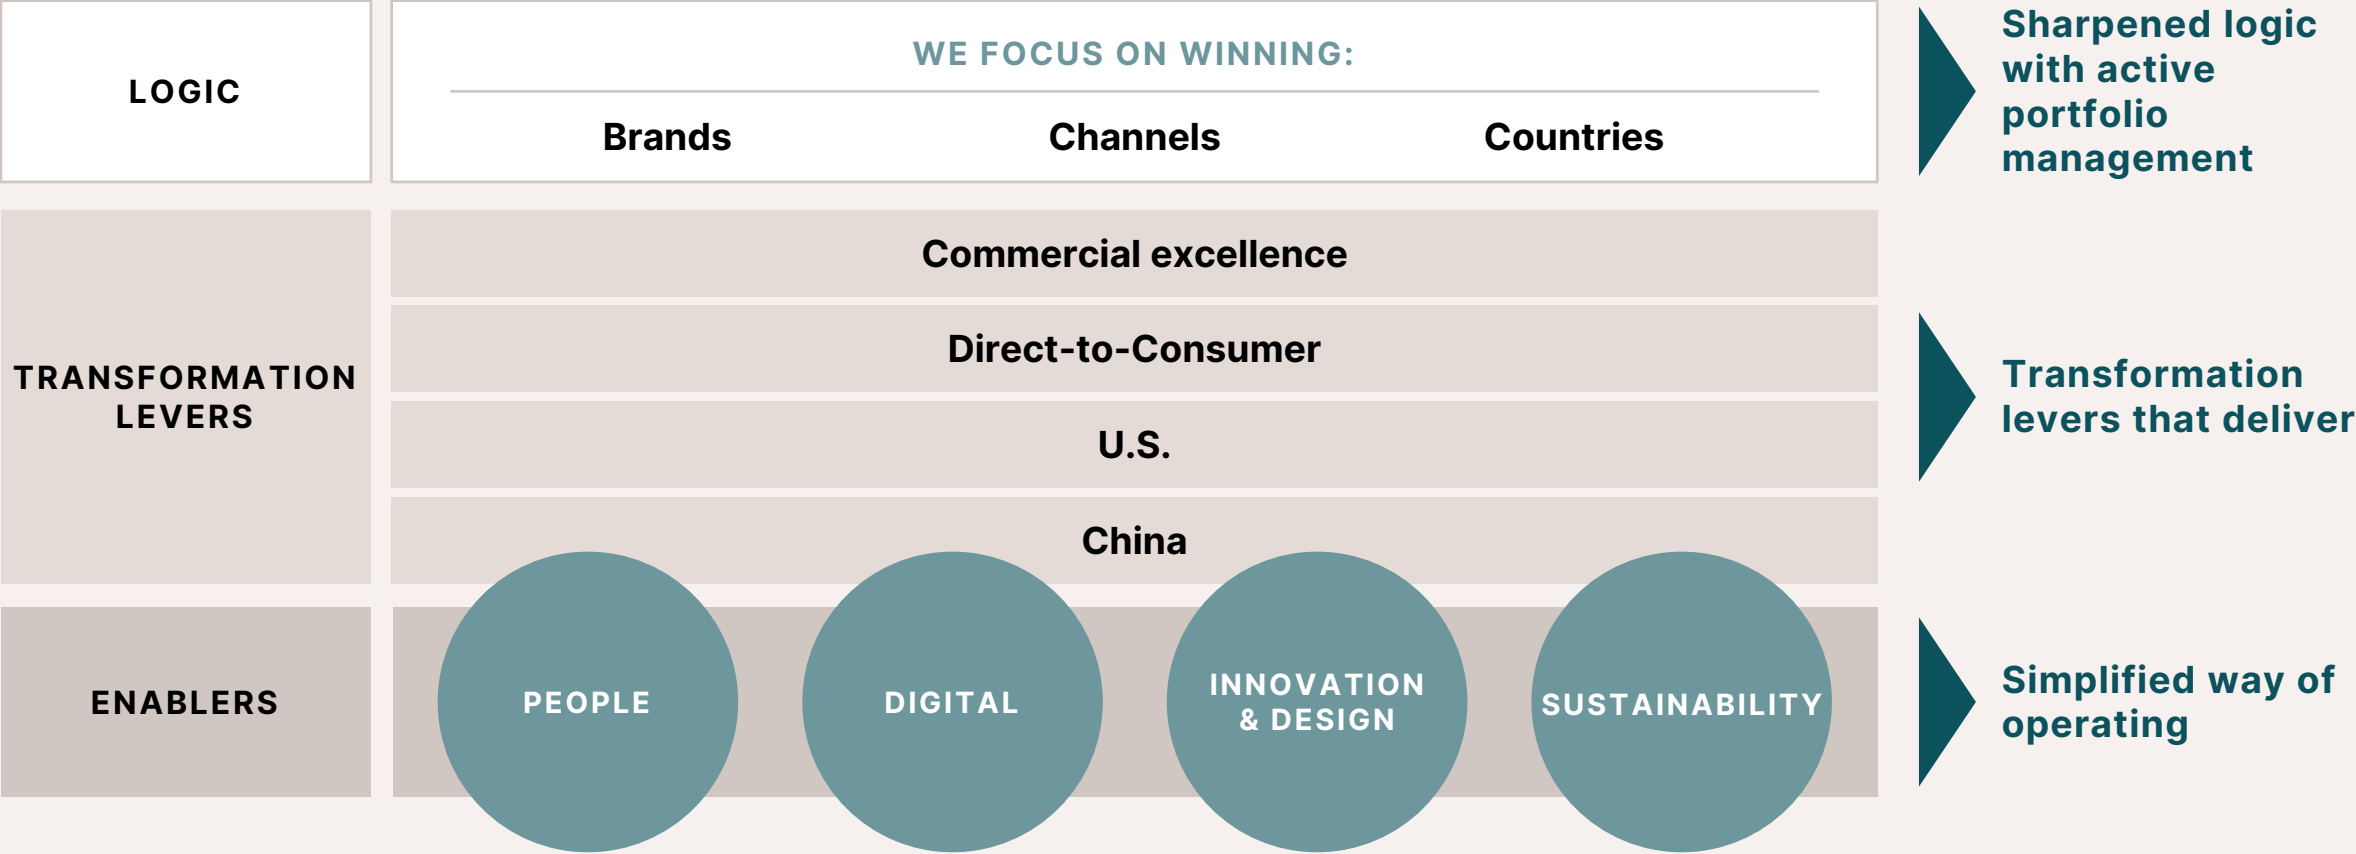 LOGIC
WE FOCUS ON WINNING:
Brands
Channels
Countries
Sharpened logic
with active
portfolio
management
TRANSFORMATION
LEVERS
Commercial excellence
Direct-to-Consumer
U.S.
China
Transformation
levers that deliver
ENABLERS
PEOPLE
DIGITAL
INNOVATION
& DESIGN
SUSTAINABILITY
Simplified way of
operating